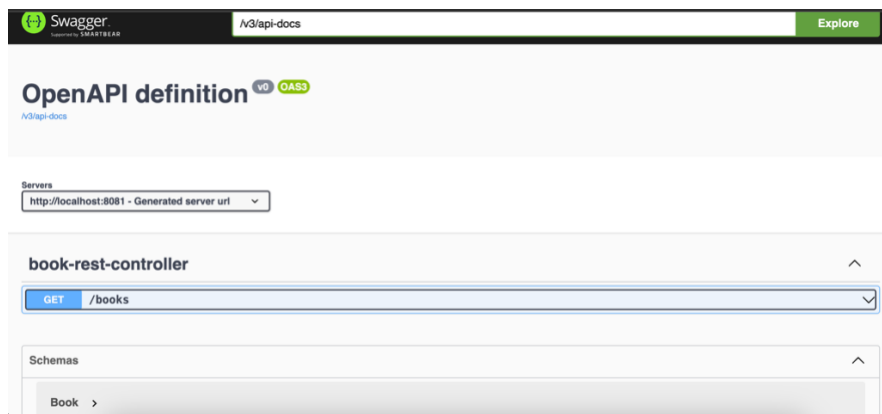 {··} Swagger.
Supported by SMARTBEAR
/v3/api-docs
Explore
OpenAPI definition v0 OAS3
/v3/api-docs
Servers
http://localhost:8081 - Generated server url
book-rest-controller
GET /books
Schemas
Book